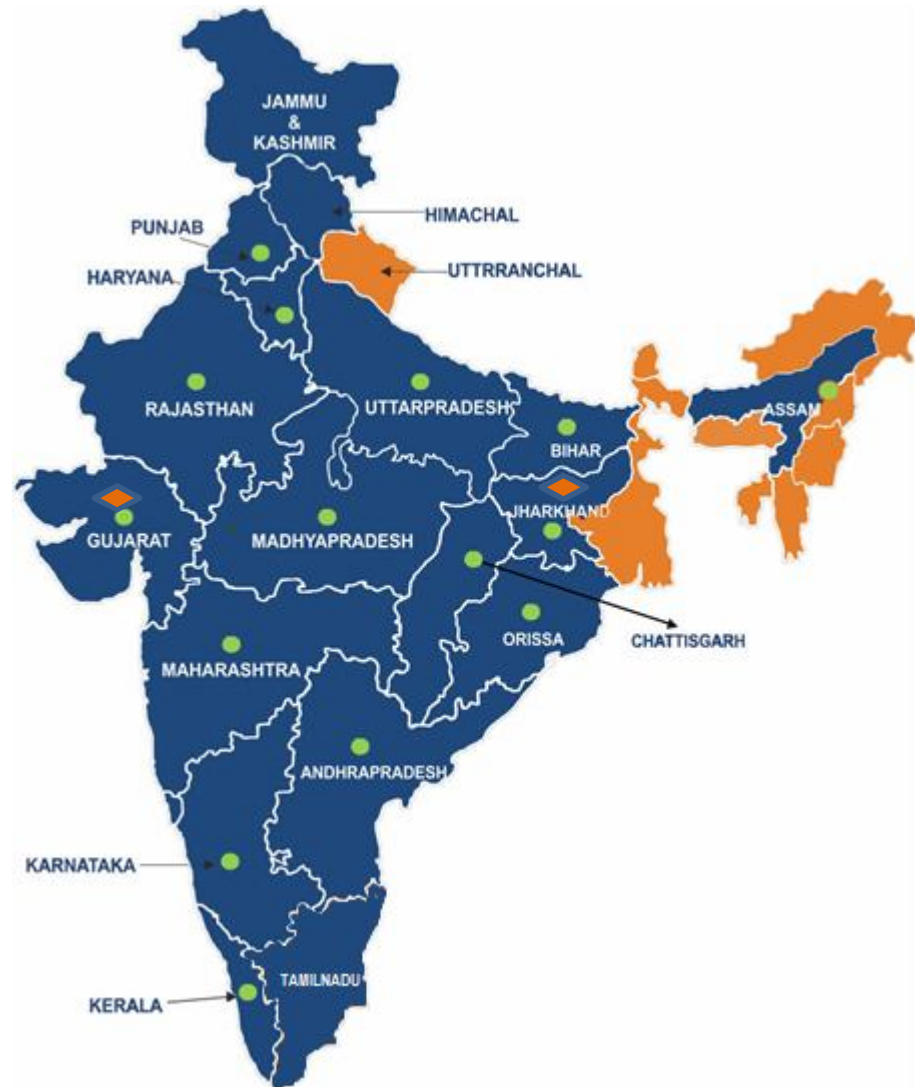 JAMMU
&
KASHMIR
HIMACHAL
PUNJAB
UTTRRANCHAL
HARYANA
RAJASTHAN
UTTARPRADESH
ASSAM
BIHAR
JHARKHAND
GUJARAT
MADHYAPRADESH
ORISSA
CHATTISGARH
MAHARASHTRA
ANDHRAPRADESH
KARNATAKA
TAMILNADU
KERALA